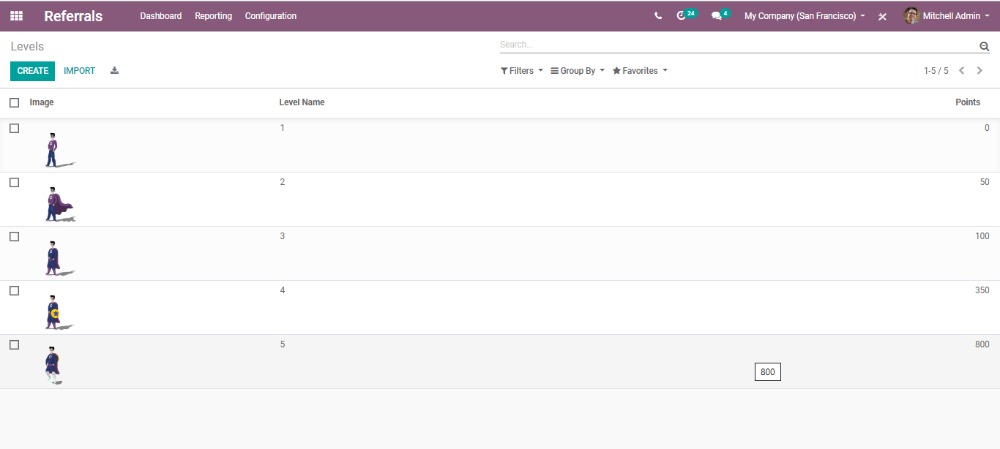 Referrals Dashboard Reporting Configuration 24 4 My Company (San Francisco) Mitchell Admin
Levels Search...
CREATE IMPORT Filters Group By Favorites 1-5 / 5
Image Level Name Points
1 0
2 50
3 100
4 350
5 800
800